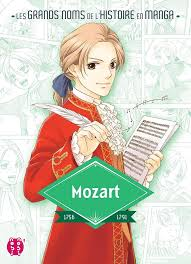 LES GRANDS NOMS DE L'HISTOIRE EN MANGA
Mozart
1756
1791